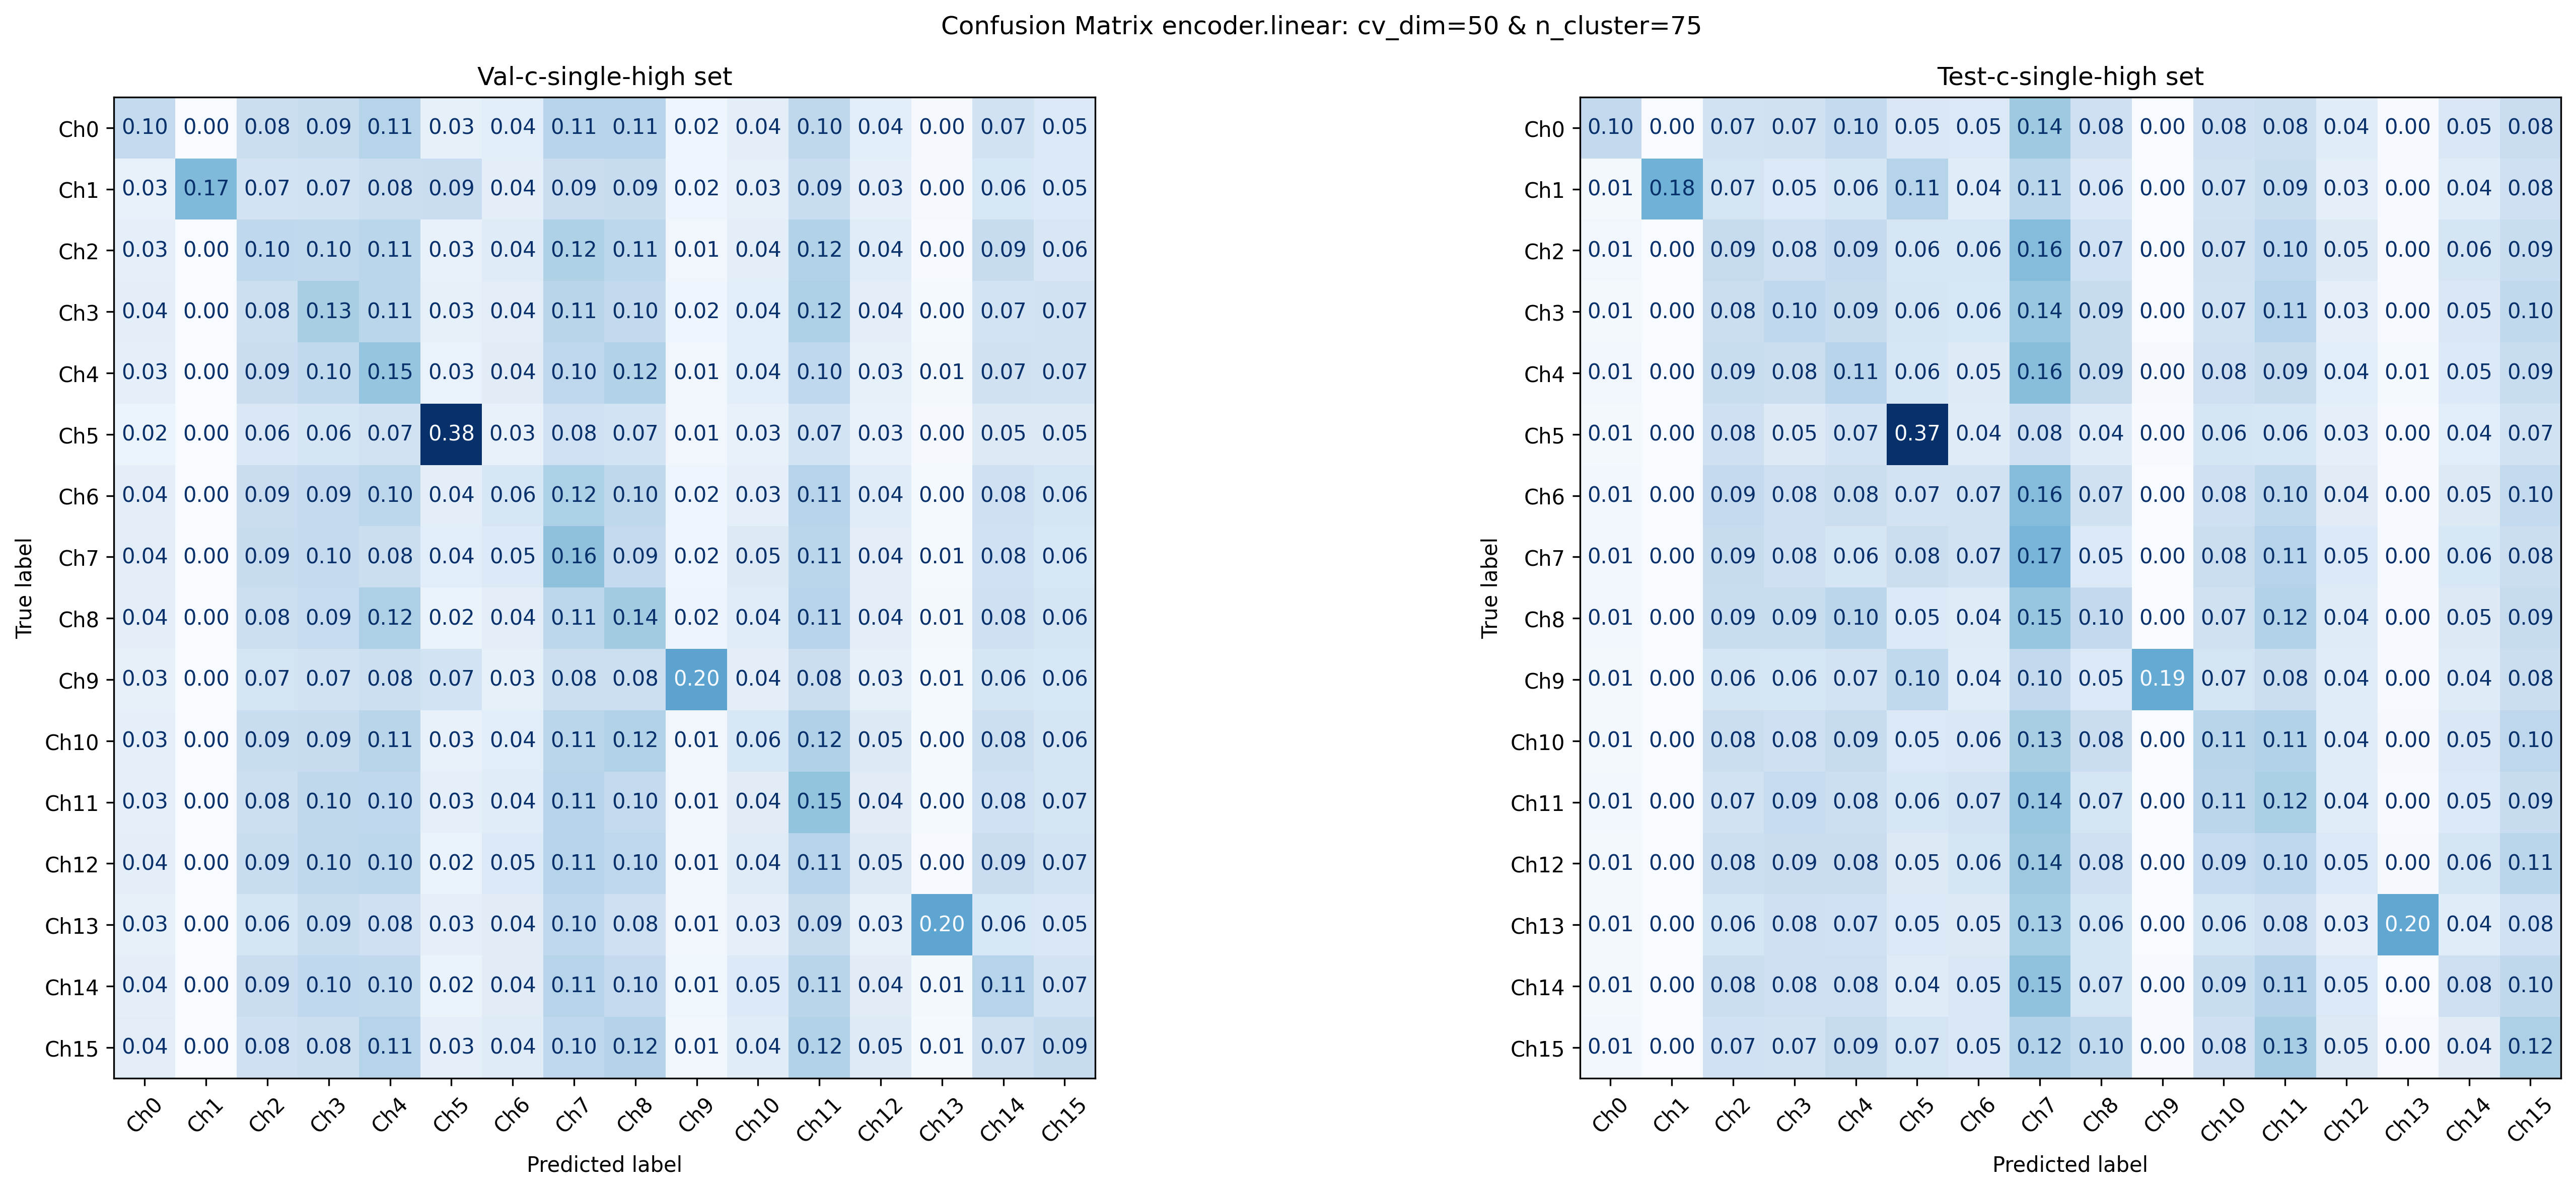 Confusion Matrix encoder.linear: cv_dim=50 & n_cluster=75
Val-c-single-high set
True label
Ch0 0.10 0.00 0.08 0.09 0.11 0.03 0.04 0.11 0.11 0.02 0.04 0.10 0.04 0.00 0.07 0.05
Ch1 0.03 0.17 0.07 0.07 0.08 0.09 0.04 0.09 0.09 0.02 0.03 0.09 0.03 0.00 0.06 0.05
Ch2 0.03 0.00 0.10 0.10 0.11 0.03 0.04 0.12 0.11 0.01 0.04 0.12 0.04 0.00 0.09 0.06
Ch3 0.04 0.00 0.08 0.13 0.11 0.03 0.04 0.11 0.10 0.02 0.04 0.12 0.04 0.00 0.07 0.07
Ch4 0.03 0.00 0.09 0.10 0.15 0.03 0.04 0.10 0.12 0.01 0.04 0.10 0.03 0.01 0.07 0.07
Ch5 0.02 0.00 0.06 0.06 0.07 0.38 0.03 0.08 0.07 0.01 0.03 0.07 0.03 0.00 0.05 0.05
Ch6 0.04 0.00 0.09 0.09 0.10 0.04 0.06 0.12 0.10 0.02 0.03 0.11 0.04 0.00 0.08 0.06
Ch7 0.04 0.00 0.09 0.10 0.08 0.04 0.05 0.16 0.09 0.02 0.05 0.11 0.04 0.01 0.08 0.06
Ch8 0.04 0.00 0.08 0.09 0.12 0.02 0.04 0.11 0.14 0.02 0.04 0.11 0.04 0.01 0.08 0.06
Ch9 0.03 0.00 0.07 0.07 0.08 0.07 0.03 0.08 0.08 0.20 0.04 0.08 0.03 0.01 0.06 0.06
Ch10 0.03 0.00 0.09 0.09 0.11 0.03 0.04 0.11 0.12 0.01 0.06 0.12 0.05 0.00 0.08 0.06
Ch11 0.03 0.00 0.08 0.10 0.10 0.03 0.04 0.11 0.10 0.01 0.04 0.15 0.04 0.00 0.08 0.07
Ch12 0.04 0.00 0.09 0.10 0.10 0.02 0.05 0.11 0.10 0.01 0.04 0.11 0.05 0.00 0.09 0.07
Ch13 0.03 0.00 0.06 0.09 0.08 0.03 0.04 0.10 0.08 0.01 0.03 0.09 0.03 0.20 0.06 0.05
Ch14 0.04 0.00 0.09 0.10 0.10 0.02 0.04 0.11 0.10 0.01 0.05 0.11 0.04 0.01 0.11 0.07
Ch15 0.04 0.00 0.08 0.08 0.11 0.03 0.04 0.10 0.12 0.01 0.04 0.12 0.05 0.01 0.07 0.09
Ch0 Ch1 Ch2 Ch3 Ch4 Ch5 Ch6 Ch7 Ch8 Ch9 Ch10 Ch11 Ch12 Ch13 Ch14 Ch15
Predicted label
Test-c-single-high set
True label
Ch0 0.10 0.00 0.07 0.07 0.10 0.05 0.05 0.14 0.08 0.00 0.08 0.08 0.04 0.00 0.05 0.08
Ch1 0.01 0.18 0.07 0.05 0.06 0.11 0.04 0.11 0.06 0.00 0.07 0.09 0.03 0.00 0.04 0.08
Ch2 0.01 0.00 0.09 0.08 0.09 0.06 0.06 0.16 0.07 0.00 0.07 0.10 0.05 0.00 0.06 0.09
Ch3 0.01 0.00 0.08 0.10 0.09 0.06 0.06 0.14 0.09 0.00 0.07 0.11 0.03 0.00 0.05 0.10
Ch4 0.01 0.00 0.09 0.08 0.11 0.06 0.05 0.16 0.09 0.00 0.08 0.09 0.04 0.01 0.05 0.09
Ch5 0.01 0.00 0.08 0.05 0.07 0.37 0.04 0.08 0.04 0.00 0.06 0.06 0.03 0.00 0.04 0.07
Ch6 0.01 0.00 0.09 0.08 0.08 0.07 0.07 0.16 0.07 0.00 0.08 0.10 0.04 0.00 0.05 0.10
Ch7 0.01 0.00 0.09 0.08 0.06 0.08 0.07 0.17 0.05 0.00 0.08 0.11 0.05 0.00 0.06 0.08
Ch8 0.01 0.00 0.09 0.09 0.10 0.05 0.04 0.15 0.10 0.00 0.07 0.12 0.04 0.00 0.05 0.09
Ch9 0.01 0.00 0.06 0.06 0.07 0.10 0.04 0.10 0.05 0.19 0.07 0.08 0.04 0.00 0.04 0.08
Ch10 0.01 0.00 0.08 0.08 0.09 0.05 0.06 0.13 0.08 0.00 0.11 0.11 0.04 0.00 0.05 0.10
Ch11 0.01 0.00 0.07 0.09 0.08 0.06 0.07 0.14 0.07 0.00 0.11 0.12 0.04 0.00 0.05 0.09
Ch12 0.01 0.00 0.08 0.09 0.08 0.05 0.06 0.14 0.08 0.00 0.09 0.10 0.05 0.00 0.06 0.11
Ch13 0.01 0.00 0.06 0.08 0.07 0.05 0.05 0.13 0.06 0.00 0.06 0.08 0.03 0.20 0.04 0.08
Ch14 0.01 0.00 0.08 0.08 0.08 0.04 0.05 0.15 0.07 0.00 0.09 0.11 0.05 0.00 0.08 0.10
Ch15 0.01 0.00 0.07 0.07 0.09 0.07 0.05 0.12 0.10 0.00 0.08 0.13 0.05 0.00 0.04 0.12
Ch0 Ch1 Ch2 Ch3 Ch4 Ch5 Ch6 Ch7 Ch8 Ch9 Ch10 Ch11 Ch12 Ch13 Ch14 Ch15
Predicted label